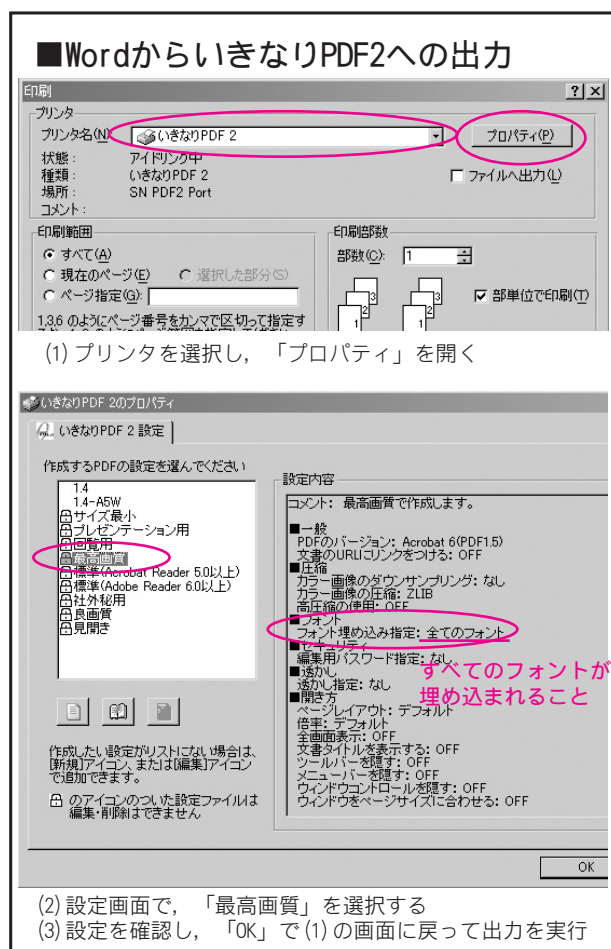 ■WordからいきなりPDF2への出力
印刷
プリンタ
プリンタ名(N):
いきなりPDF 2
プロパティ(P)
状態:
アイドリング中
種類:
いきなりPDF 2
ファイルへ出力(L)
場所:
SN PDF2 Port
コメント:
印刷範囲
すべて(A)
現在のページ(E)
選択した部分(S)
ページ指定(G):
1,3,6 のようにページ番号をカンマで区切って指定す
印刷部数
部数(C):
1
3
2
1
3
2
1
部単位で印刷(T)
(1)プリンタを選択し, 「プロパティ」を開く
いきなりPDF 2のプロパティ
いきなりPDF 2 設定
作成するPDFの設定を選んでください
1.4
1.4-A5W
サイズ最小
プレゼンテーション用
回覧用
最高画質
標準(Acrobat Reader 5.0以上)
標準(Adobe Reader 6.0以上)
社外秘用
良画質
見開き
作成したい設定がリストにない場合は、
[新規]アイコン、または[編集]アイコン
で追加できます。
のアイコンのついた設定ファイルは
編集・削除はできません
設定内容
コメント: 最高画質で作成します。
■一般
PDFのバージョン: Acrobat 6(PDF1.5)
文書のURLにリンクをつける: OFF
■圧縮
カラー画像のダウンサンプリング: なし
カラー画像の圧縮: ZLIB
高圧縮の使用: OFF
■フォント
フォント埋め込み指定: 全てのフォント
■セキュリティ
編集用パスワード指定: なし
■透かし
透かし指定: なし
■開き方
ページレイアウト: デフォルト
倍率: デフォルト
全画面表示: OFF
文書タイトルを表示する: OFF
ツールバーを隠す: OFF
メニューバーを隠す: OFF
ウィンドウコントロールを隠す: OFF
ウィンドウをページサイズに合わせる: OFF
すべてのフォントが
埋め込まれること
OK
(2)設定画面で, 「最高画質」を選択する
(3)設定を確認し, 「OK」で(1)の画面に戻って出力を実行